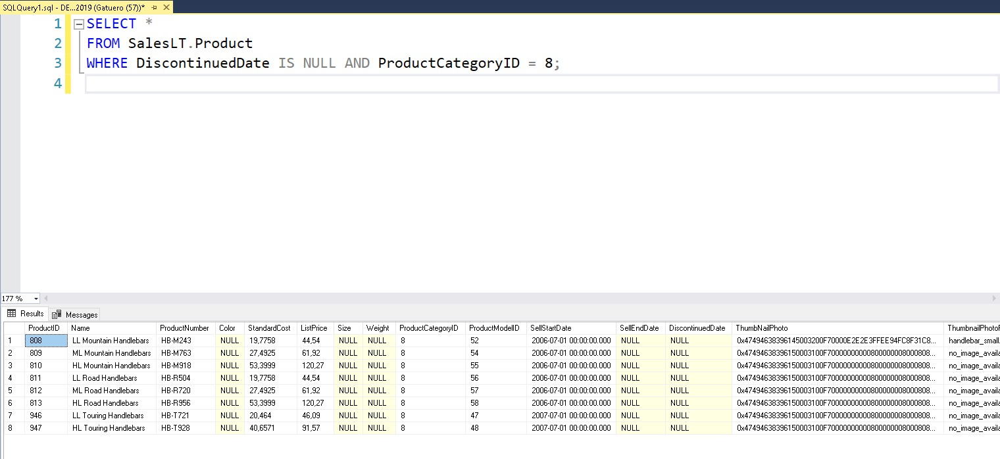 SQLQuery1.sql - DE...2019 (Gatuero (57))*
1 SELECT *
2 FROM SalesLT.Product
3 WHERE DiscontinuedDate IS NULL AND ProductCategoryID = 8;
4
177 %
Results Messages
ProductID Name ProductNumber Color StandardCost ListPrice Size Weight ProductCategoryID ProductModelID SellStartDate SellEndDate DiscontinuedDate ThumbNailPhoto ThumbnailPhotoF
1 808 LL Mountain Handlebars HB-M243 NULL 19,7758 44,54 NULL NULL 8 52 2006-07-01 00:00:00.000 NULL NULL 0x47494638396145003200F70000E2E2E3FFEE94FC8F31C8... handlebar_small.
2 809 ML Mountain Handlebars HB-M763 NULL 27,4925 61,92 NULL NULL 8 54 2006-07-01 00:00:00.000 NULL NULL 0x47494638396150003100F70000000000800000008000808... no_image_availa
3 810 HL Mountain Handlebars HB-M918 NULL 53,3999 120,27 NULL NULL 8 55 2006-07-01 00:00:00.000 NULL NULL 0x47494638396150003100F70000000000800000008000808... no_image_availa
4 811 LL Road Handlebars HB-R504 NULL 19,7758 44,54 NULL NULL 8 56 2006-07-01 00:00:00.000 NULL NULL 0x47494638396150003100F70000000000800000008000808... no_image_availa
5 812 ML Road Handlebars HB-R720 NULL 27,4925 61,92 NULL NULL 8 57 2006-07-01 00:00:00.000 NULL NULL 0x47494638396150003100F70000000000800000008000808... no_image_availa
6 813 HL Road Handlebars HB-R956 NULL 53,3999 120,27 NULL NULL 8 58 2006-07-01 00:00:00.000 NULL NULL 0x47494638396150003100F70000000000800000008000808... no_image_availa
7 946 LL Touring Handlebars HB-T721 NULL 20,464 46,09 NULL NULL 8 47 2007-07-01 00:00:00.000 NULL NULL 0x47494638396150003100F70000000000800000008000808... no_image_availa
8 947 HL Touring Handlebars HB-T928 NULL 40,6571 91,57 NULL NULL 8 48 2007-07-01 00:00:00.000 NULL NULL 0x47494638396150003100F70000000000800000008000808... no_image_availa